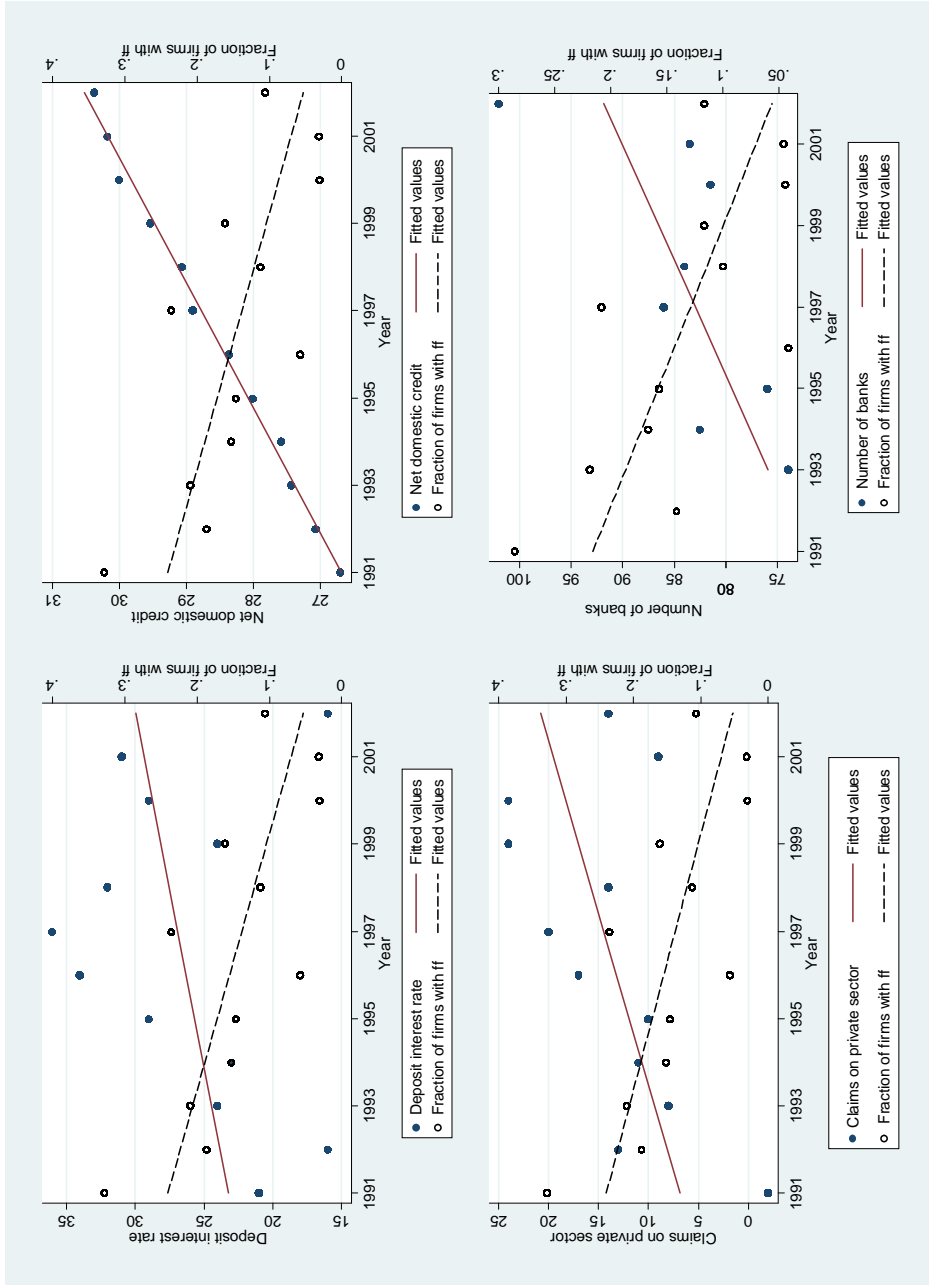 Deposit interest rate
15 20 25 30 35
Fraction of firms with ff
0 .1 .2 .3 .4
1991 1993 1995 1997 1999 2001
Year
Deposit interest rate Fitted values
Fraction of firms with ff Fitted values
Net domestic credit
27 28 29 30 31
Fraction of firms with ff
0 .1 .2 .3 .4
1991 1993 1995 1997 1999 2001
Year
Net domestic credit Fitted values
Fraction of firms with ff Fitted values
Claims on private sector
0 5 10 15 20 25
Fraction of firms with ff
0 .1 .2 .3 .4
1991 1993 1995 1997 1999 2001
Year
Claims on private sector Fitted values
Fraction of firms with ff Fitted values
Number of banks
75 80 85 90 95 100
Fraction of firms with ff
.05 .1 .15 .2 .25 .3
1991 1993 1995 1997 1999 2001
Year
Number of banks Fitted values
Fraction of firms with ff Fitted values